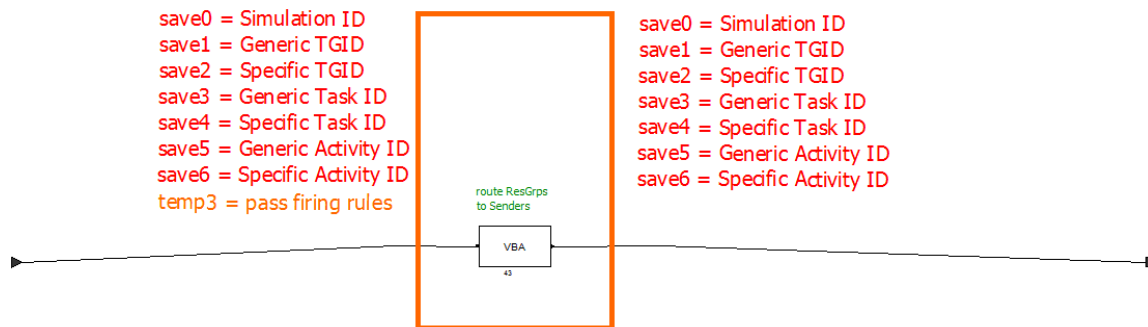 save0 = Simulation ID
save1 = Generic TGID
save2 = Specific TGID
save3 = Generic Task ID
save4 = Specific Task ID
save5 = Generic Activity ID
save6 = Specific Activity ID
temp3 = pass firing rules
route ResGrps
to Senders
VBA
43
save0 = Simulation ID
save1 = Generic TGID
save2 = Specific TGID
save3 = Generic Task ID
save4 = Specific Task ID
save5 = Generic Activity ID
save6 = Specific Activity ID